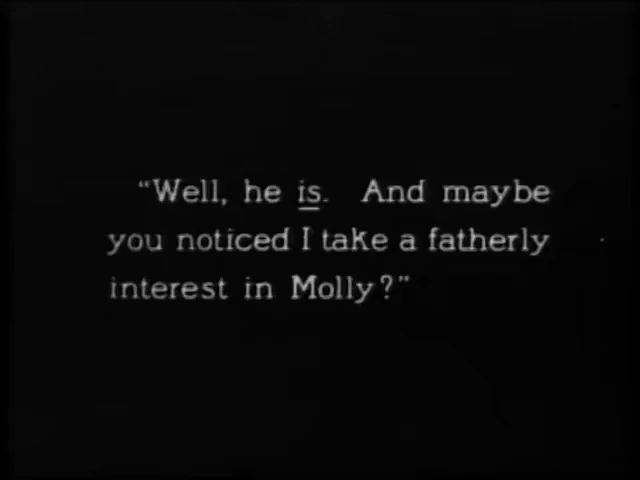 "Well, he is. And maybe
you noticed I take a fatherly
interest in Molly?"